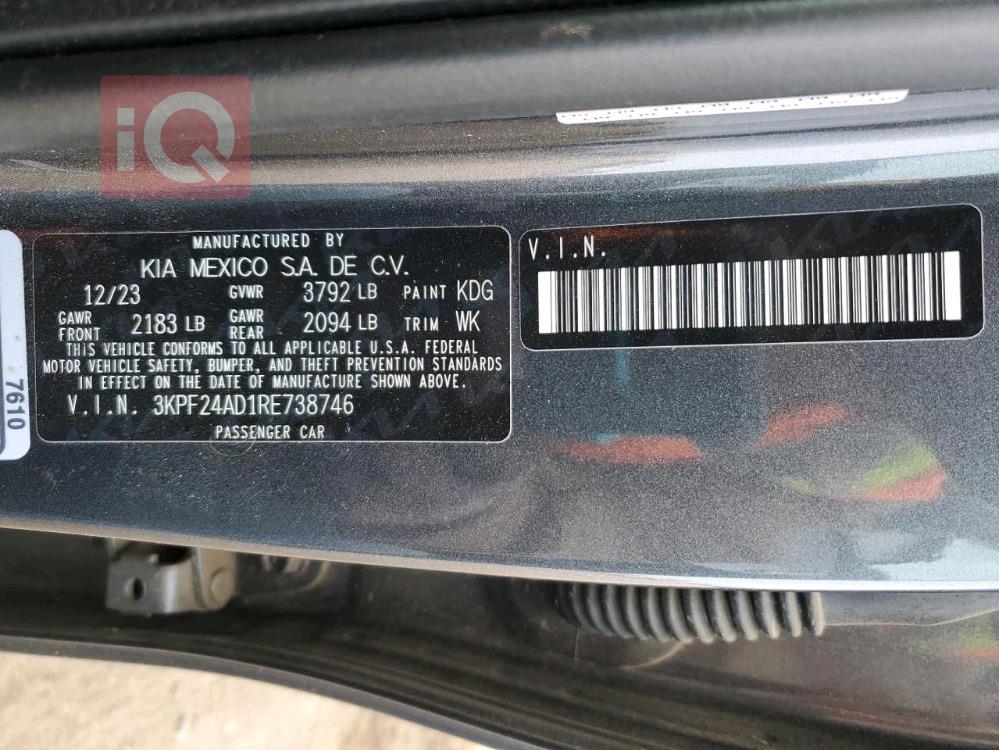 iQ
MANUFACTURED BY
KIA MEXICO S.A. DE C.V.
12/23 GVWR 3792 LB PAINT KDG
GAWR FRONT 2183 LB GAWR REAR 2094 LB TRIM WK
THIS VEHICLE CONFORMS TO ALL APPLICABLE U.S.A. FEDERAL
MOTOR VEHICLE SAFETY, BUMPER, AND THEFT PREVENTION STANDARDS
IN EFFECT ON THE DATE OF MANUFACTURE SHOWN ABOVE.
V.I.N. 3KPF24AD1RE738746
PASSENGER CAR
V.I.N.
7610